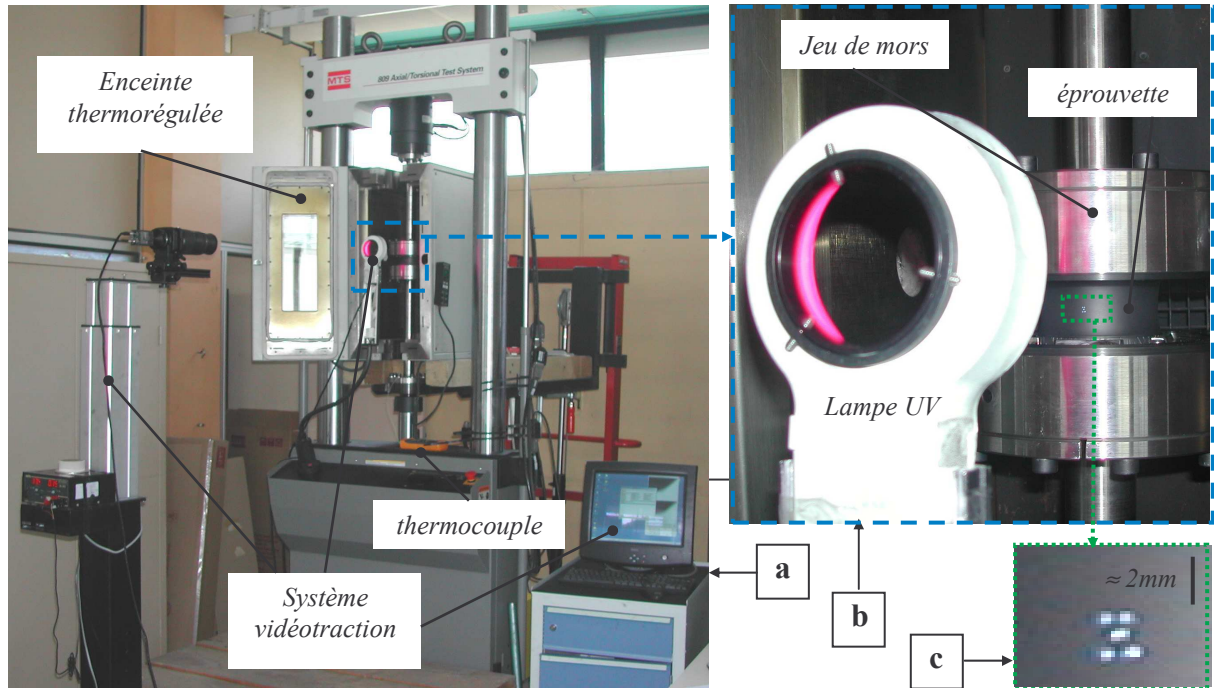 Enceinte
thermorégulée
MTS
809 Axial/Torsional Test System
thermocouple
Système
vidéotraction
Jeu de mors
éprouvette
Lampe UV
a
b
c
≈ 2mm